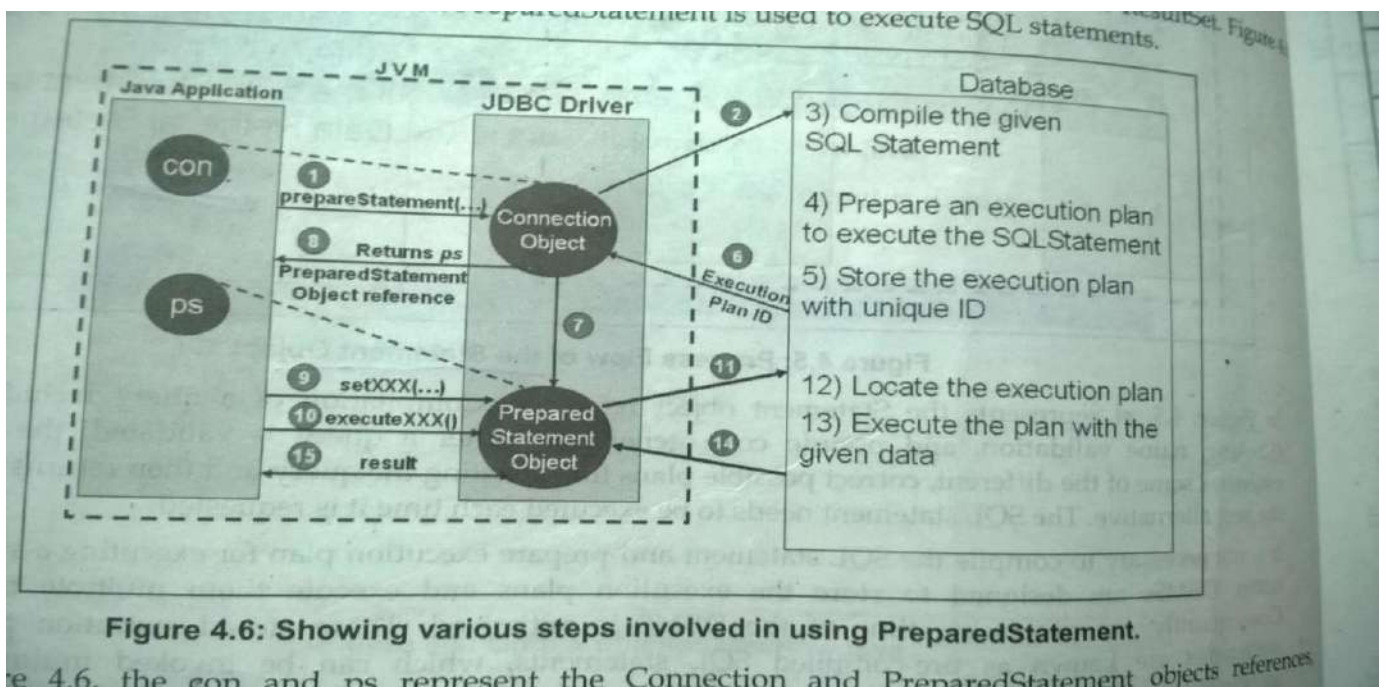 PreparedStatement is used to execute SQL statements.
ResultSet. Figure
JVM
Java Application
JDBC Driver
Database
con
1
prepareStatement(...)
Connection
Object
2
3) Compile the given
SQL Statement
4) Prepare an execution plan
to execute the SQLStatement
5) Store the execution plan
with unique ID
6
Execution
Plan ID
7
8
Returns ps
PreparedStatement
Object reference
ps
9
setXXX(...)
10
executeXXX()
Prepared
Statement
Object
11
12) Locate the execution plan
13) Execute the plan with the
given data
14
15
result
Figure 4.6: Showing various steps involved in using PreparedStatement.
4.6, the con and ps represent the Connection and PreparedStatement objects references.